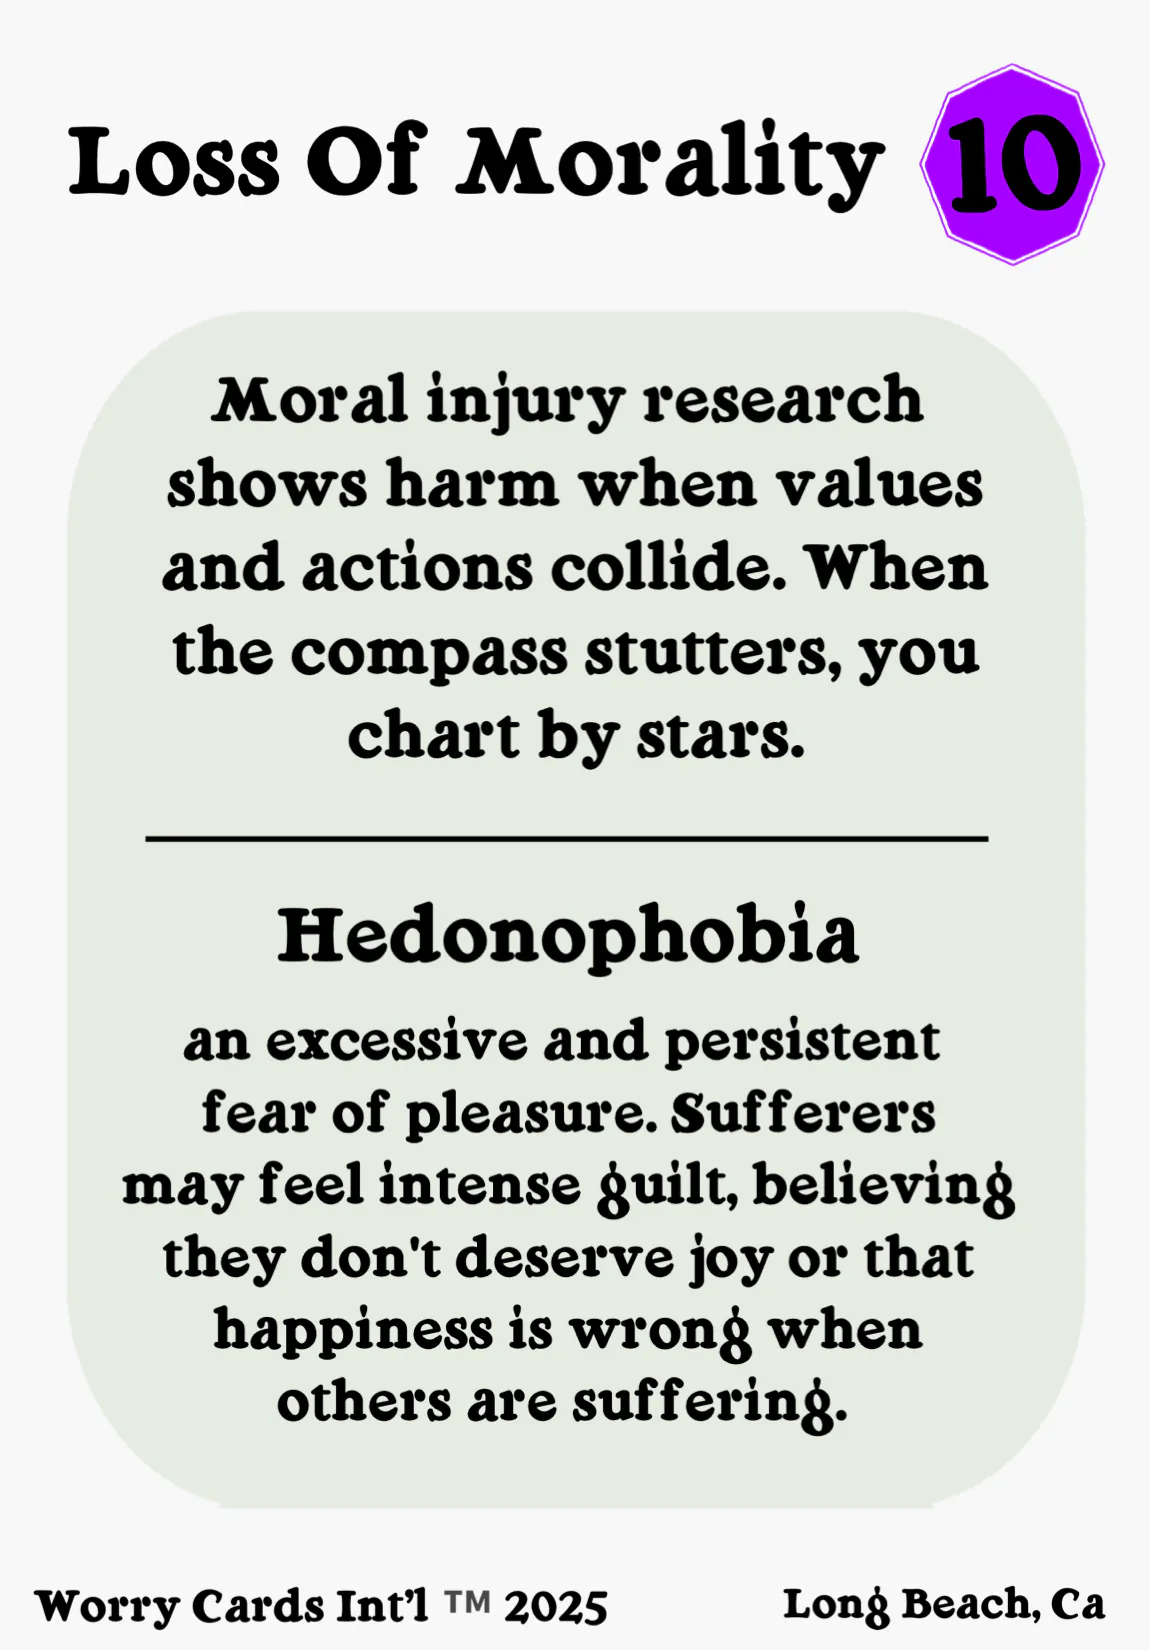 Loss Of Morality 10
Moral injury research
shows harm when values
and actions collide. When
the compass stutters, you
chart by stars.
Hedonophobia
an excessive and persistent
fear of pleasure. Sufferers
may feel intense guilt, believing
they don't deserve joy or that
happiness is wrong when
others are suffering.
Worry Cards Int’l ™ 2025
Long Beach, Ca